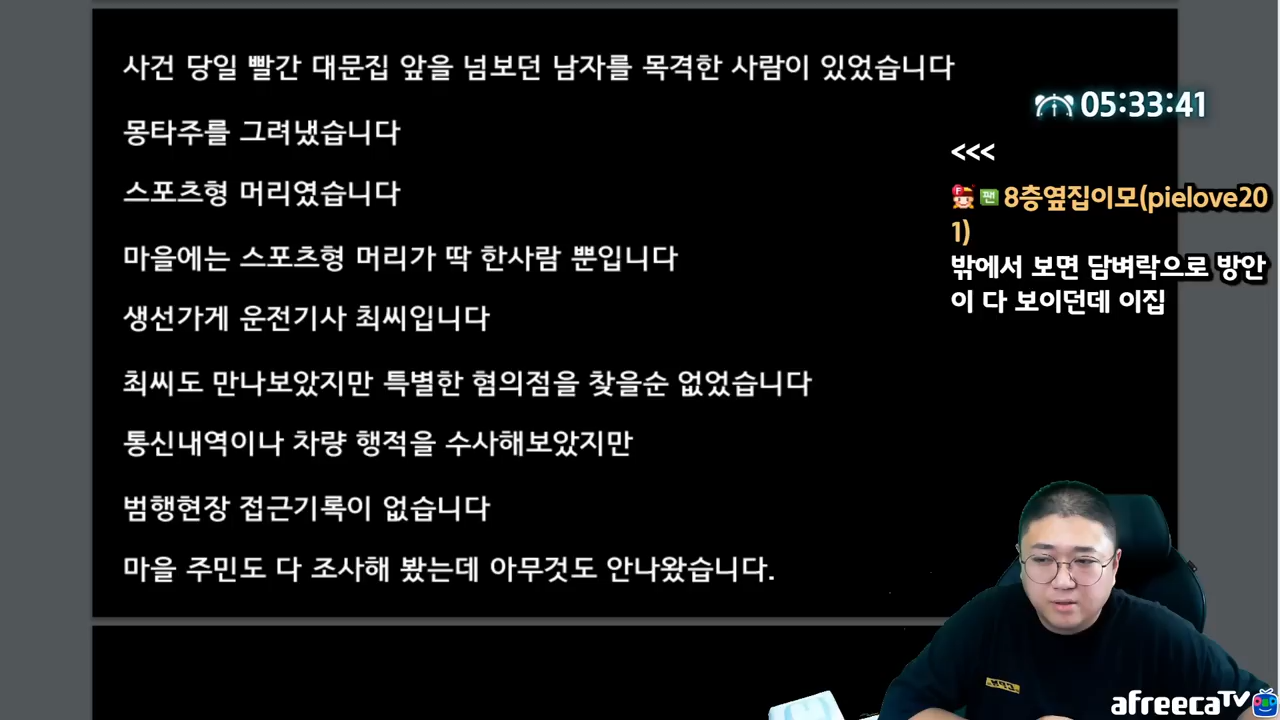 사건 당일 빨간 대문집 앞을 넘보던 남자를 목격한 사람이 있었습니다
몽타주를 그려냈습니다
스포츠형 머리였습니다
마을에는 스포츠형 머리가 딱 한사람 뿐입니다
생선가게 운전기사 최씨입니다
최씨도 만나보았지만 특별한 혐의점을 찾을순 없었습니다
통신내역이나 차량 행적을 수사해보았지만
범행현장 접근기록이 없습니다
마을 주민도 다 조사해 봤는데 아무것도 안나왔습니다.
05:33:41
<<<
F 팬 8층옆집이모(pielove20
1)
밖에서 보면 담벼락으로 방안
이 다 보이던데 이집
afreecaTV